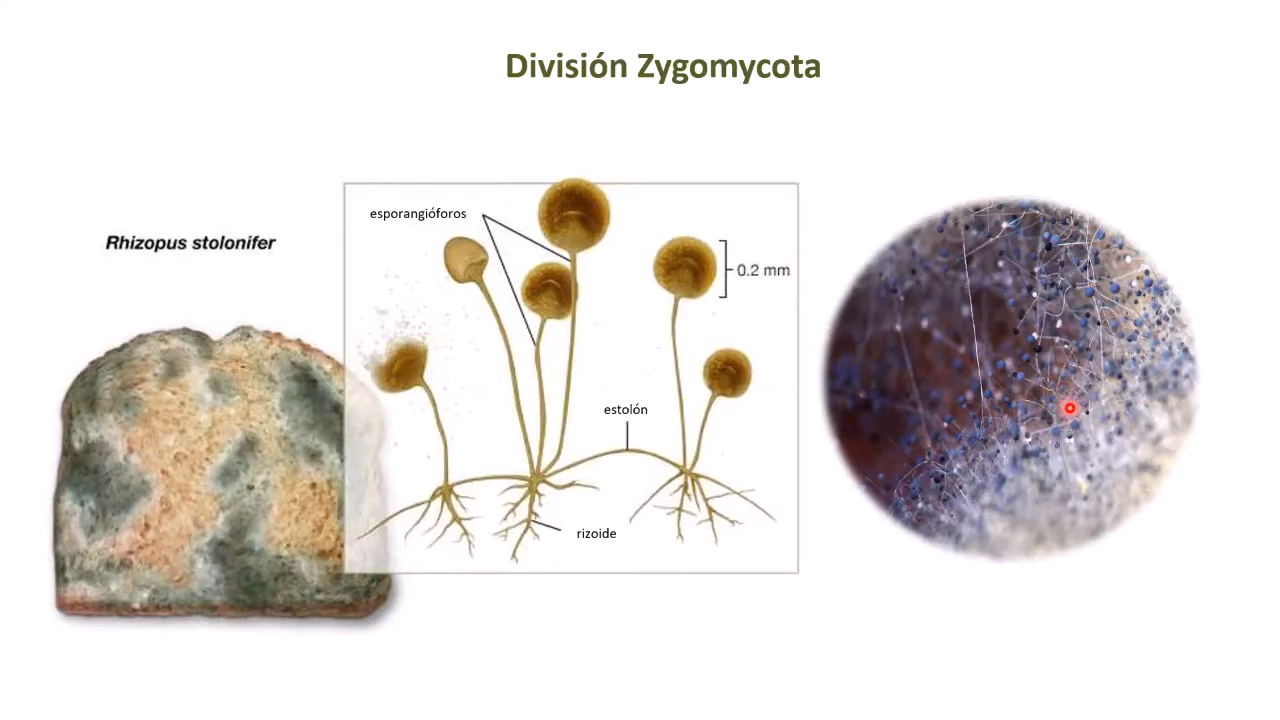 División Zygomycota
Rhizopus stolonifer
esporangióforos
0.2 mm
estolón
rizoide